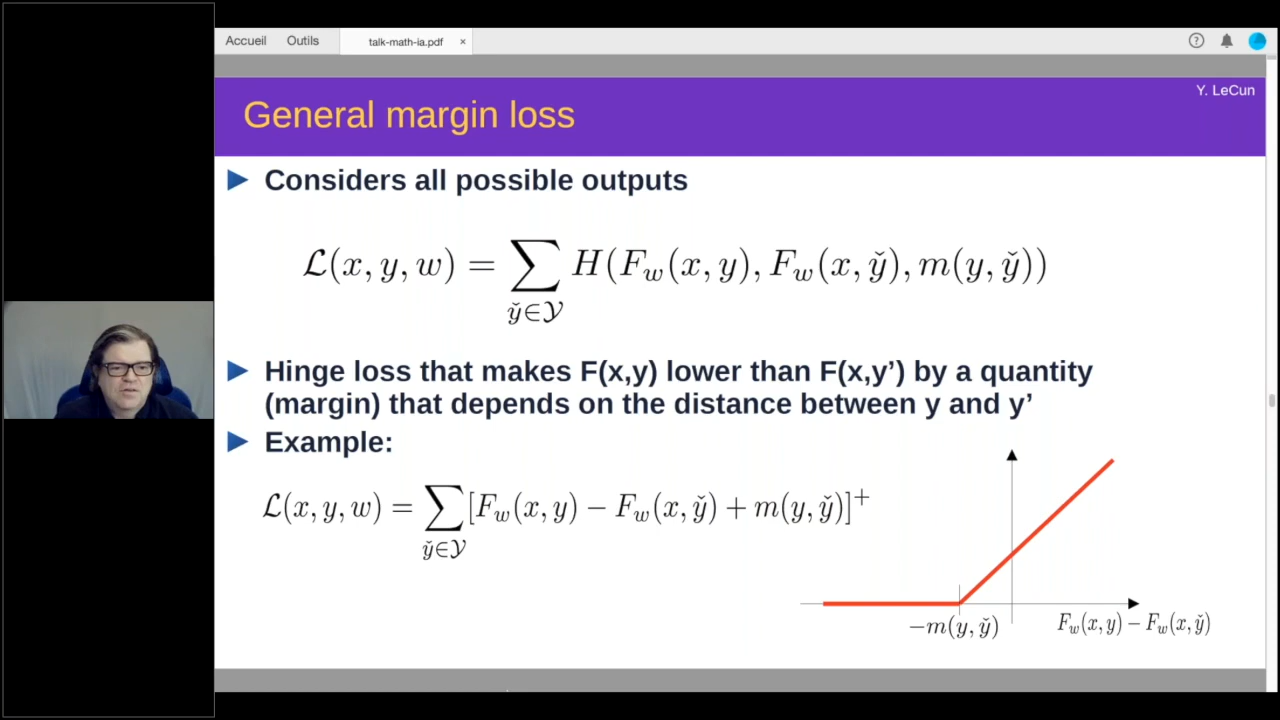 Accueil Outils talk-math-ia.pdf ×
Y. LeCun
General margin loss
Considers all possible outputs
ℒ(x, y, w) = ∑_{y̌∈𝒴} H(F_w(x, y), F_w(x, y̌), m(y, y̌))
Hinge loss that makes F(x,y) lower than F(x,y’) by a quantity
(margin) that depends on the distance between y and y’
Example:
ℒ(x, y, w) = ∑_{y̌∈𝒴} [F_w(x, y) − F_w(x, y̌) + m(y, y̌)]⁺
−m(y, y̌) F_w(x, y) − F_w(x, y̌)